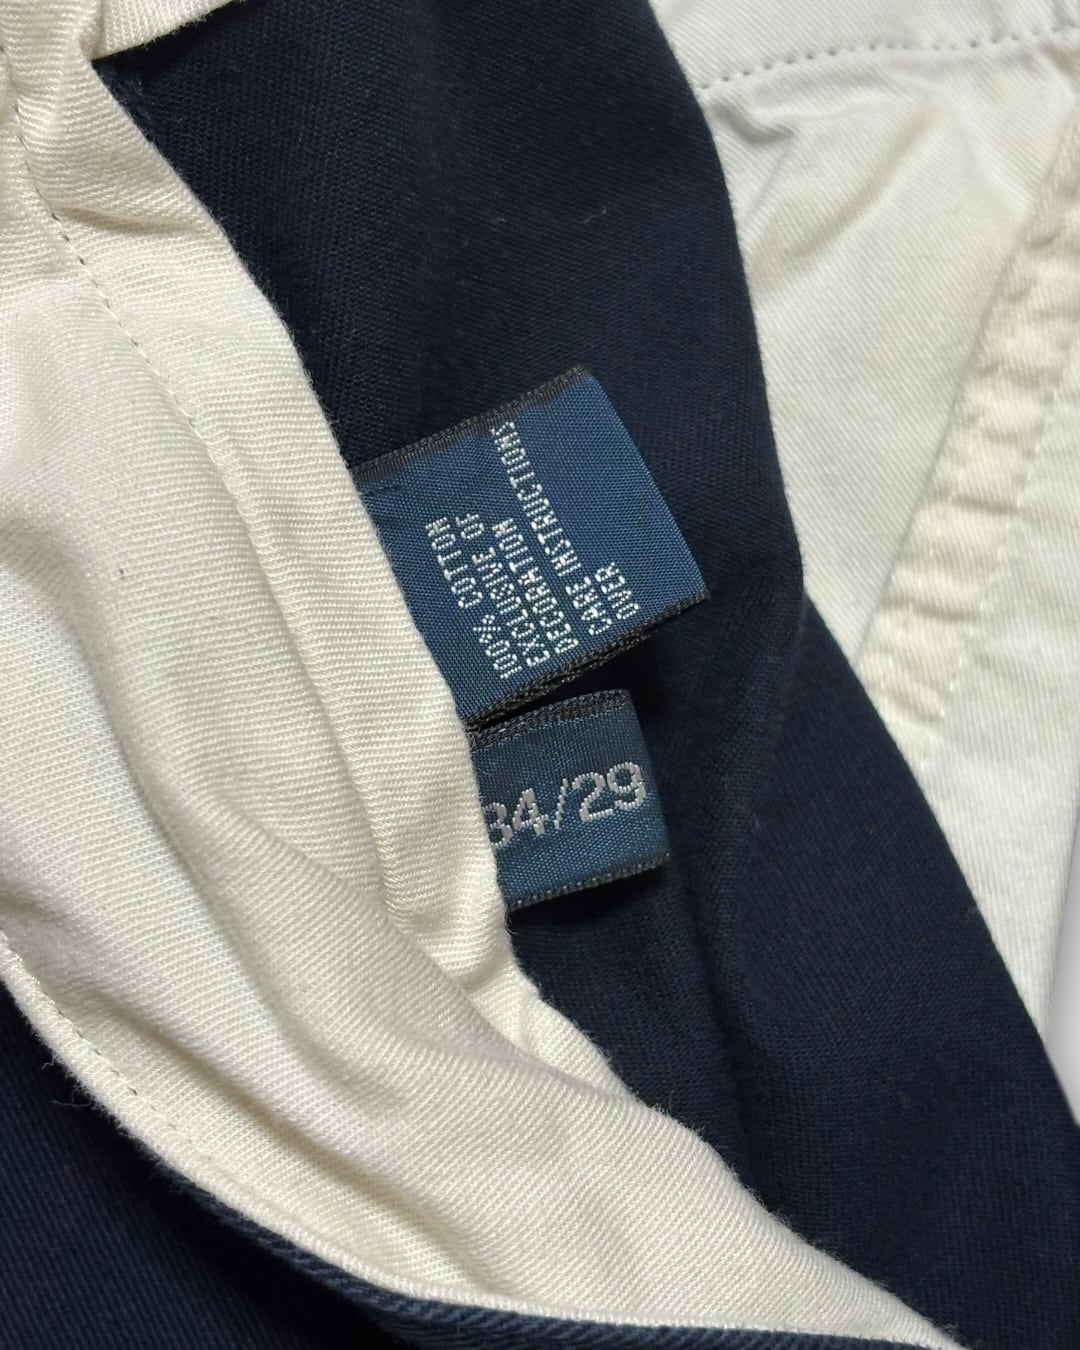 100% COTTON
EXCLUSIVE OF
DECORATION
CARE INSTRUCTIONS
OVER
34/29